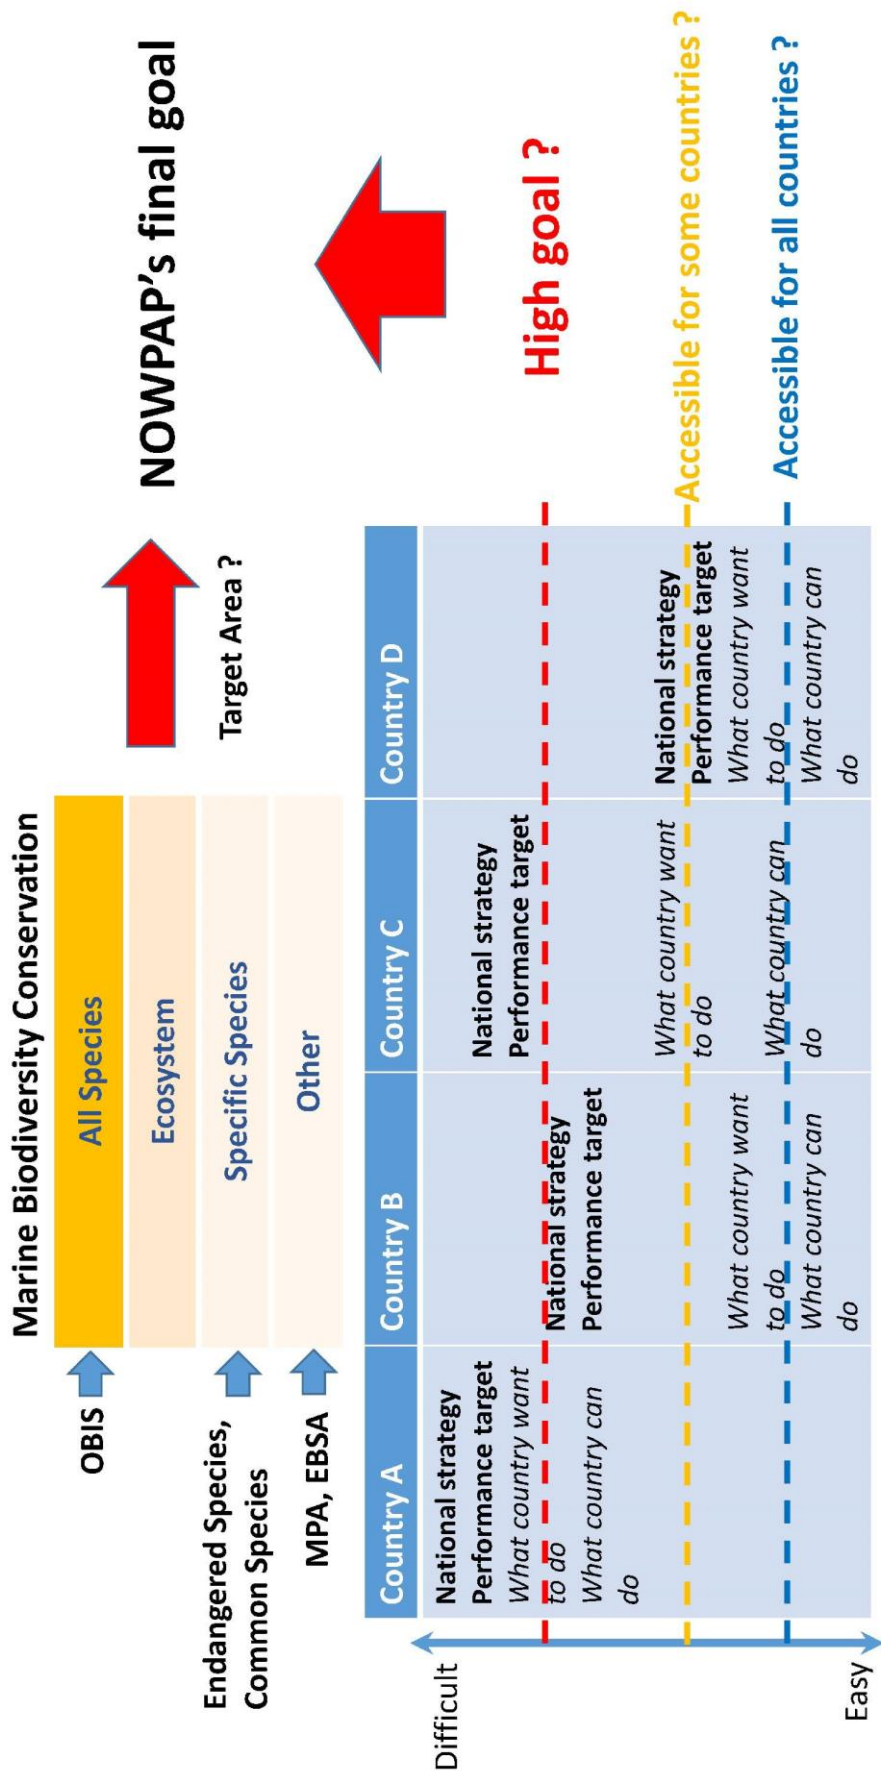 Marine Biodiversity Conservation
OBIS
All Species
Ecosystem
Endangered Species,
Common Species
Specific Species
MPA, EBSA
Other
Target Area ?
NOWPAP's final goal
Country A
Country B
Country C
Country D
Difficult
Easy
National strategy
Performance target
What country want
to do
What country can
do
National strategy
Performance target
What country want
to do
What country can
do
National strategy
Performance target
What country want
to do
What country can
do
National strategy
Performance target
What country want
to do
What country can
do
High goal ?
Accessible for some countries ?
Accessible for all countries ?